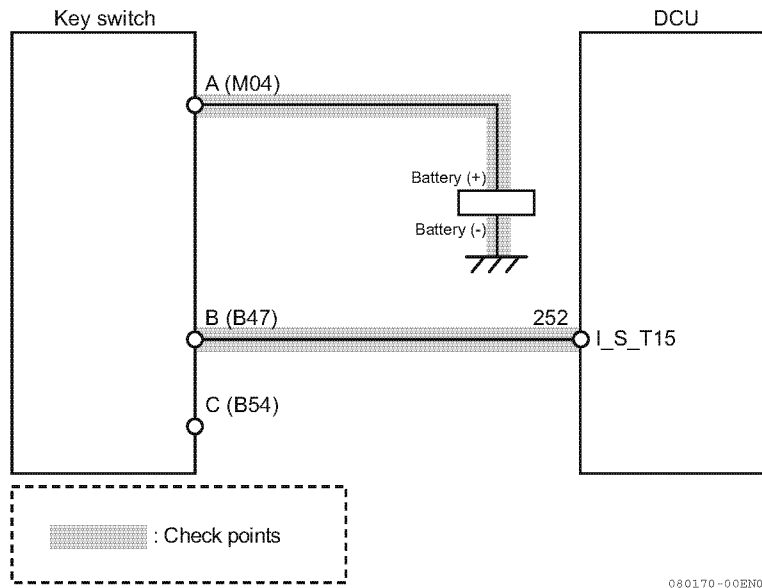 Key switch
DCU
A (M04)
Battery (+)
Battery (-)
B (B47)
252
I_S_T15
C (B54)
: Check points
080170-00EN0